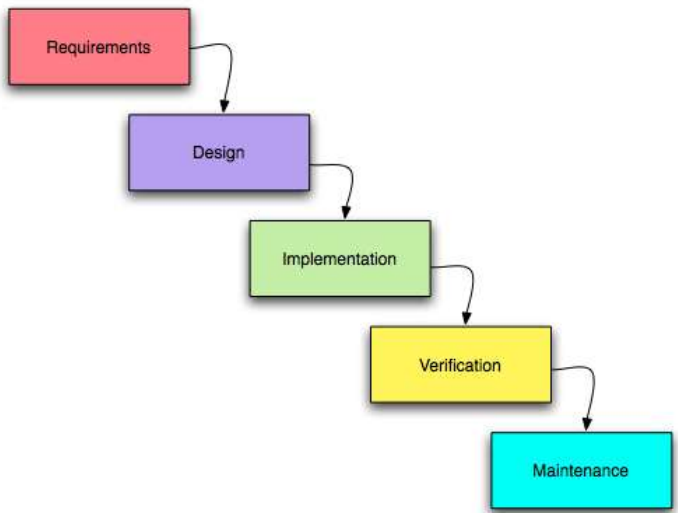 Requirements
Design
Implementation
Verification
Maintenance